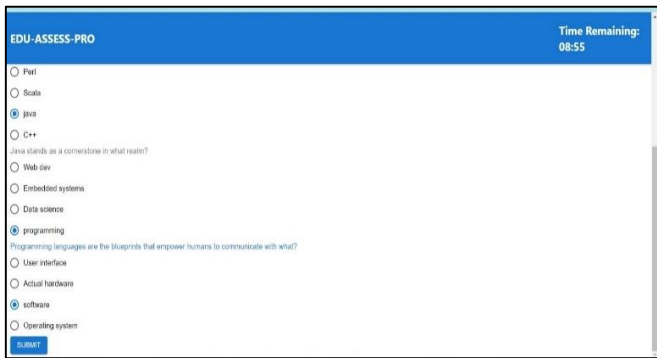 EDU-ASSESS-PRO
Time Remaining:
08:55
Perl
Scala
java
C++
Java stands as a cornerstone in what realm?
Web dev
Embedded systems
Data science
programming
Programming languages are the blueprints that empower humans to communicate with what?
User interface
Actual hardware
software
Operating system
SUBMIT